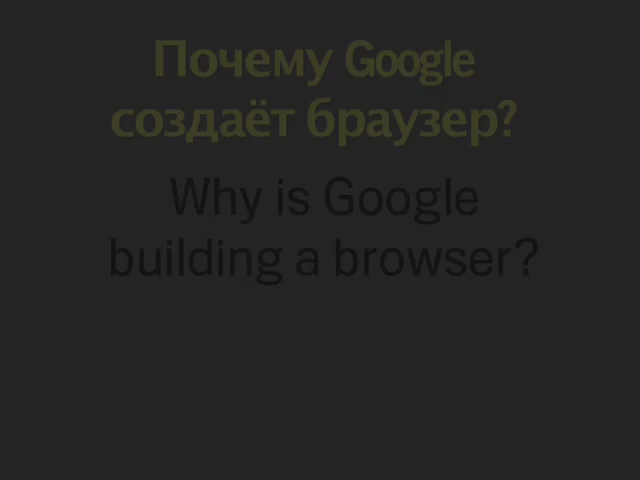 Почему Google
создаёт браузер?
Why is Google
building a browser?